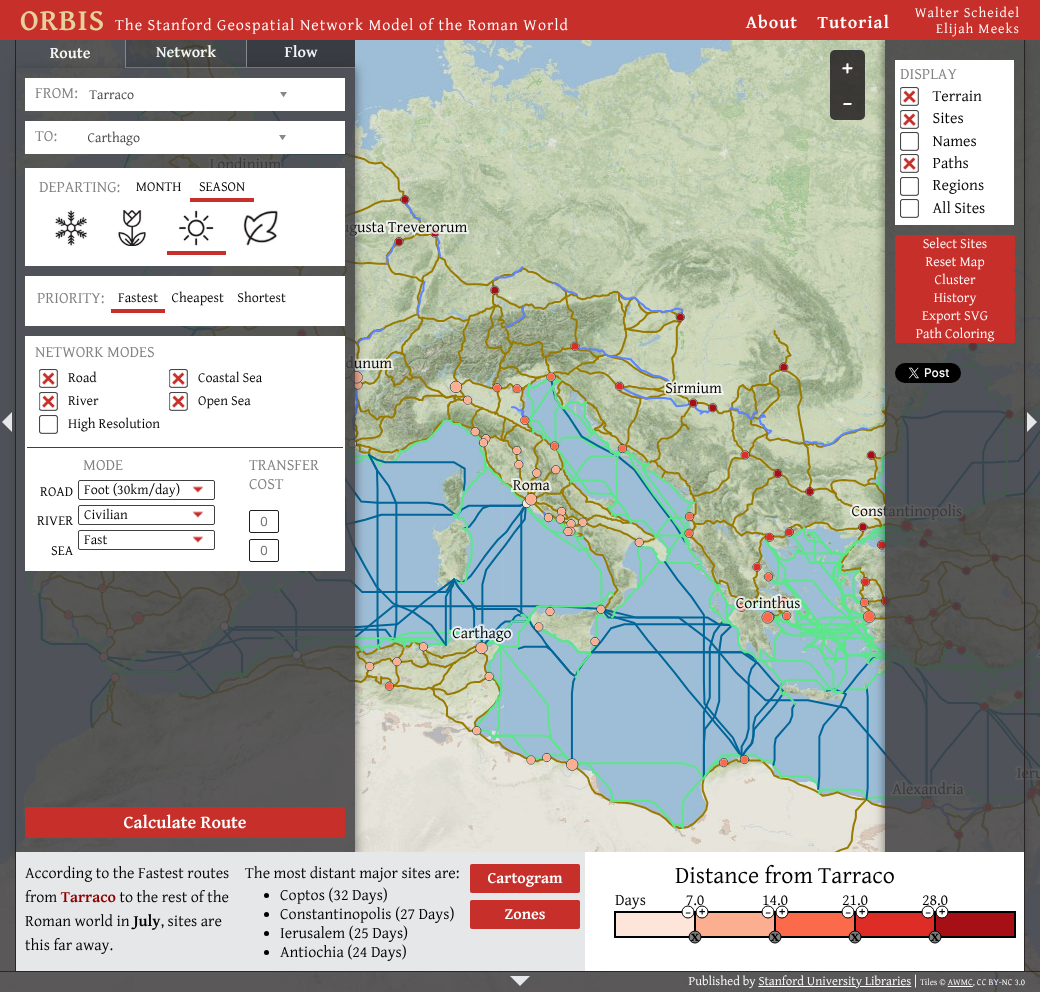 ORBIS The Stanford Geospatial Network Model of the Roman World
About Tutorial
Walter Scheidel
Elijah Meeks
Route Network Flow
FROM: Tarraco
TO: Carthago
Londinium
DEPARTING: MONTH SEASON
PRIORITY: Fastest Cheapest Shortest
NETWORK MODES
Road Coastal Sea
River Open Sea
High Resolution
MODE TRANSFER COST
ROAD Foot (30km/day)
RIVER Civilian 0
SEA Fast 0
Calculate Route
+
−
gusta Treverorum
dunum
Sirmium
Roma
Constantinopolis
Corinthus
Carthago
Alexandria
Ieru
DISPLAY
Terrain
Sites
Names
Paths
Regions
All Sites
Select Sites
Reset Map
Cluster
History
Export SVG
Path Coloring
X Post
According to the Fastest routes
from Tarraco to the rest of the
Roman world in July, sites are
this far away.
The most distant major sites are:
• Coptos (32 Days)
• Constantinopolis (27 Days)
• Ierusalem (25 Days)
• Antiochia (24 Days)
Cartogram
Zones
Distance from Tarraco
Days 7.0 14.0 21.0 28.0
− + − + − + − +
X X X X
Published by Stanford University Libraries | Tiles © AWMC, CC BY-NC 3.0